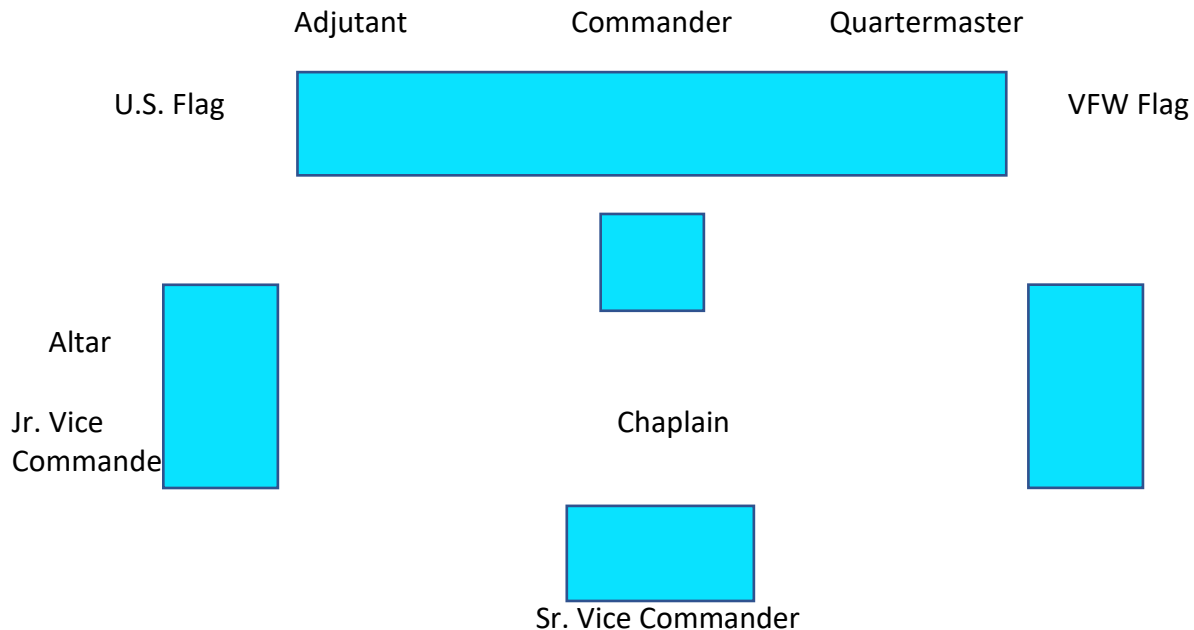 Adjutant Commander Quartermaster
U.S. Flag VFW Flag
Altar
Jr. Vice Chaplain
Commande
Sr. Vice Commander